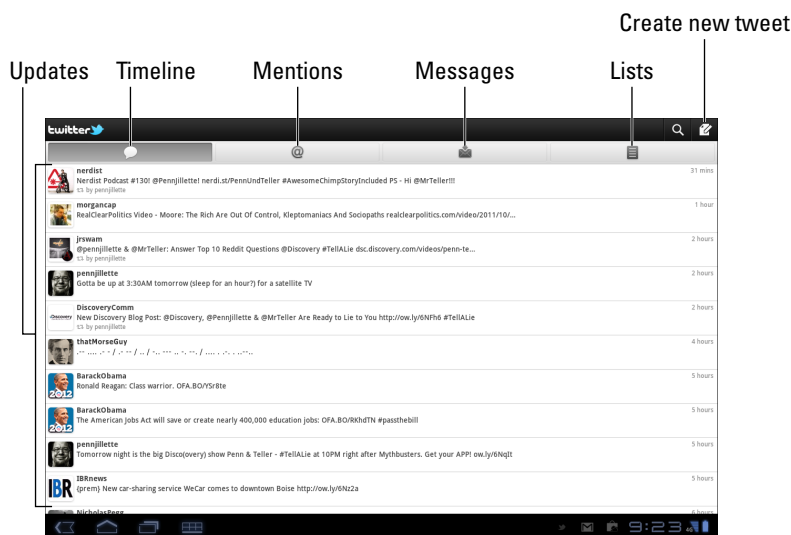 Create new tweet
Updates Timeline Mentions Messages Lists
twitter
@
nerdist 31 mins
Nerdist Podcast #130! @PennJillette! nerdi.st/PennUndTeller #AwesomeChimpStoryIncluded PS - Hi @MrTeller!!!
by pennjillette
morgancap 1 hour
RealClearPolitics Video - Moore: The Rich Are Out Of Control, Kleptomaniacs And Sociopaths realclearpolitics.com/video/2011/10/...
jrswam 2 hours
@pennjillette & @MrTeller: Answer Top 10 Reddit Questions @Discovery #TellALie dsc.discovery.com/videos/penn-te...
by pennjillette
pennjillette 2 hours
Gotta be up at 3:30AM tomorrow (sleep for an hour?) for a satellite TV
DiscoveryComm 2 hours
New Discovery Blog Post: @Discovery, @PennJillette & @MrTeller Are Ready to Lie to You http://ow.ly/6NFh6 #TellALie
by pennjillette
thatMorseGuy 4 hours
.-- .... .- - / .- -- / .. / -.. --- .. -. --. / .... . .-. . ..--..
BarackObama 5 hours
Ronald Reagan: Class warrior. OFA.BO/YSr8te
2012
BarackObama 5 hours
The American Jobs Act will save or create nearly 400,000 education jobs: OFA.BO/RKhdTN #passthebill
2012
pennjillette 5 hours
Tomorrow night is the big Disco(overy) show Penn & Teller - #TellALie at 10PM right after Mythbusters. Get your APP! ow.ly/6NqIt
IBR
IBRnews 5 hours
{prem} New car-sharing service WeCar comes to downtown Boise http://ow.ly/6Nz2a
NicholasPegg 6 hours
9:23